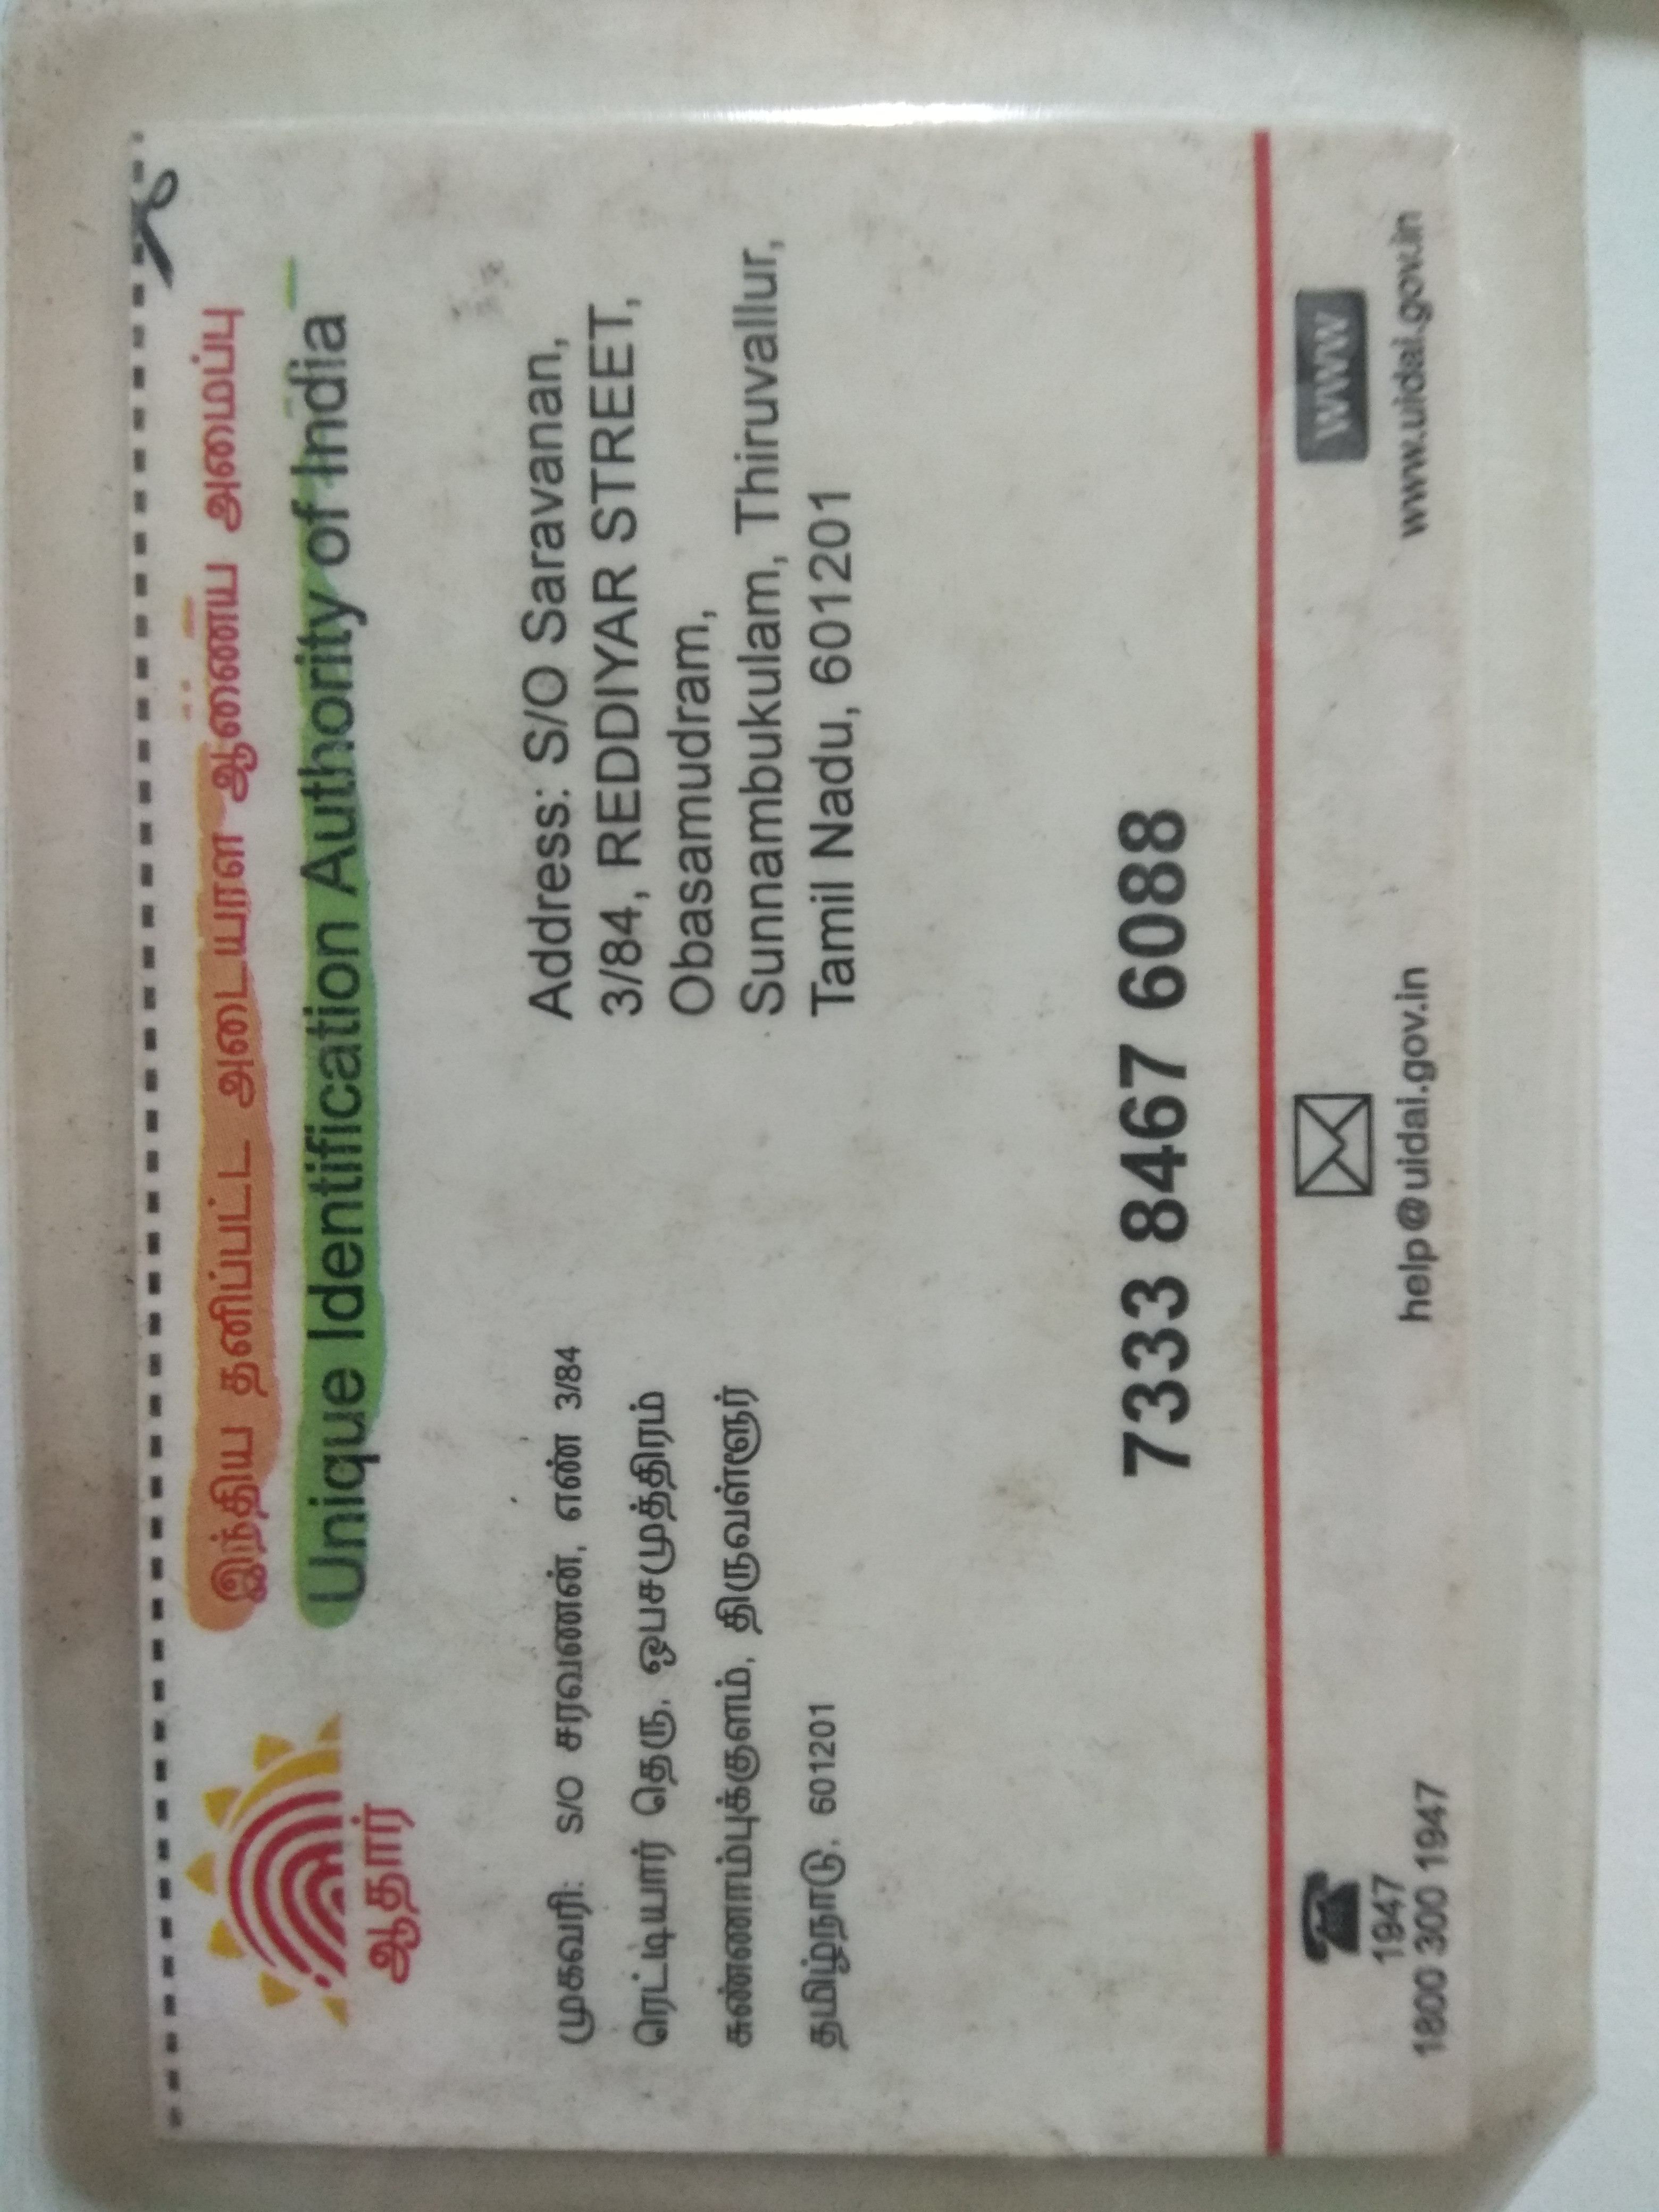 இந்திய தனிப்பட்ட அடையாள ஆணைய அமைப்பு
Unique Identification Authority of India
ஆதார்
முகவரி: S/O சரவணன், எண் 3/84
ரெட்டியார் தெரு, ஒபசமுத்திரம்
சுண்ணாம்புக்குளம், திருவள்ளூர்
தமிழ்நாடு, 601201
Address: S/O Saravanan,
3/84, REDDIYAR STREET,
Obasamudram,
Sunnambukulam, Thiruvallur,
Tamil Nadu, 601201
7333 8467 6088
1947
1800 300 1947
help@uidai.gov.in
www
www.uidai.gov.in